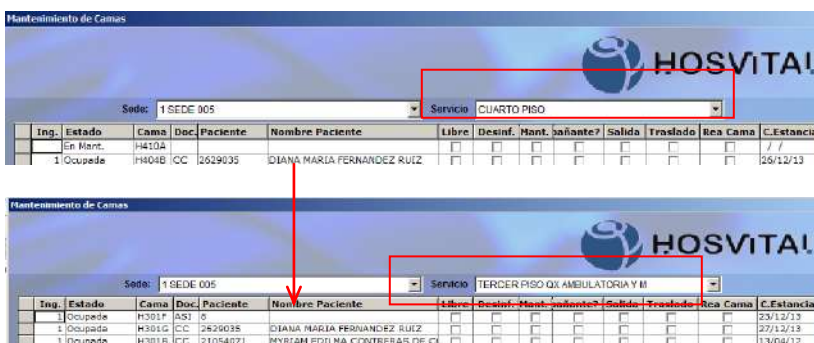 Mantenimiento de Camas
HOSVITAL
Sede: 1 SEDE 005 Servicio CUARTO PISO
Ing. Estado Cama Doc. Paciente Nombre Paciente Libre Desinf. Mant. pañante? Salida Traslado Rea Cama C.Estancia
En Mant. H410A / /
1 Ocupada H404B CC 2629035 DIANA MARIA FERNANDEZ RUIZ 26/12/13
Mantenimiento de Camas
HOSVITAL
Sede: 1 SEDE 005 Servicio TERCER PISO QX AMBULATORIA Y M
Ing. Estado Cama Doc. Paciente Nombre Paciente Libre Desinf. Mant. pañante? Salida Traslado Rea Cama C.Estancia
1 Ocupada H301F ASI 8 23/12/13
1 Ocupada H301G CC 2629035 DIANA MARIA FERNANDEZ RUIZ 27/12/13
1 Ocupada H301B CC 21054071 MYRIAM EDILMA CONTRERAS DE 13/04/12